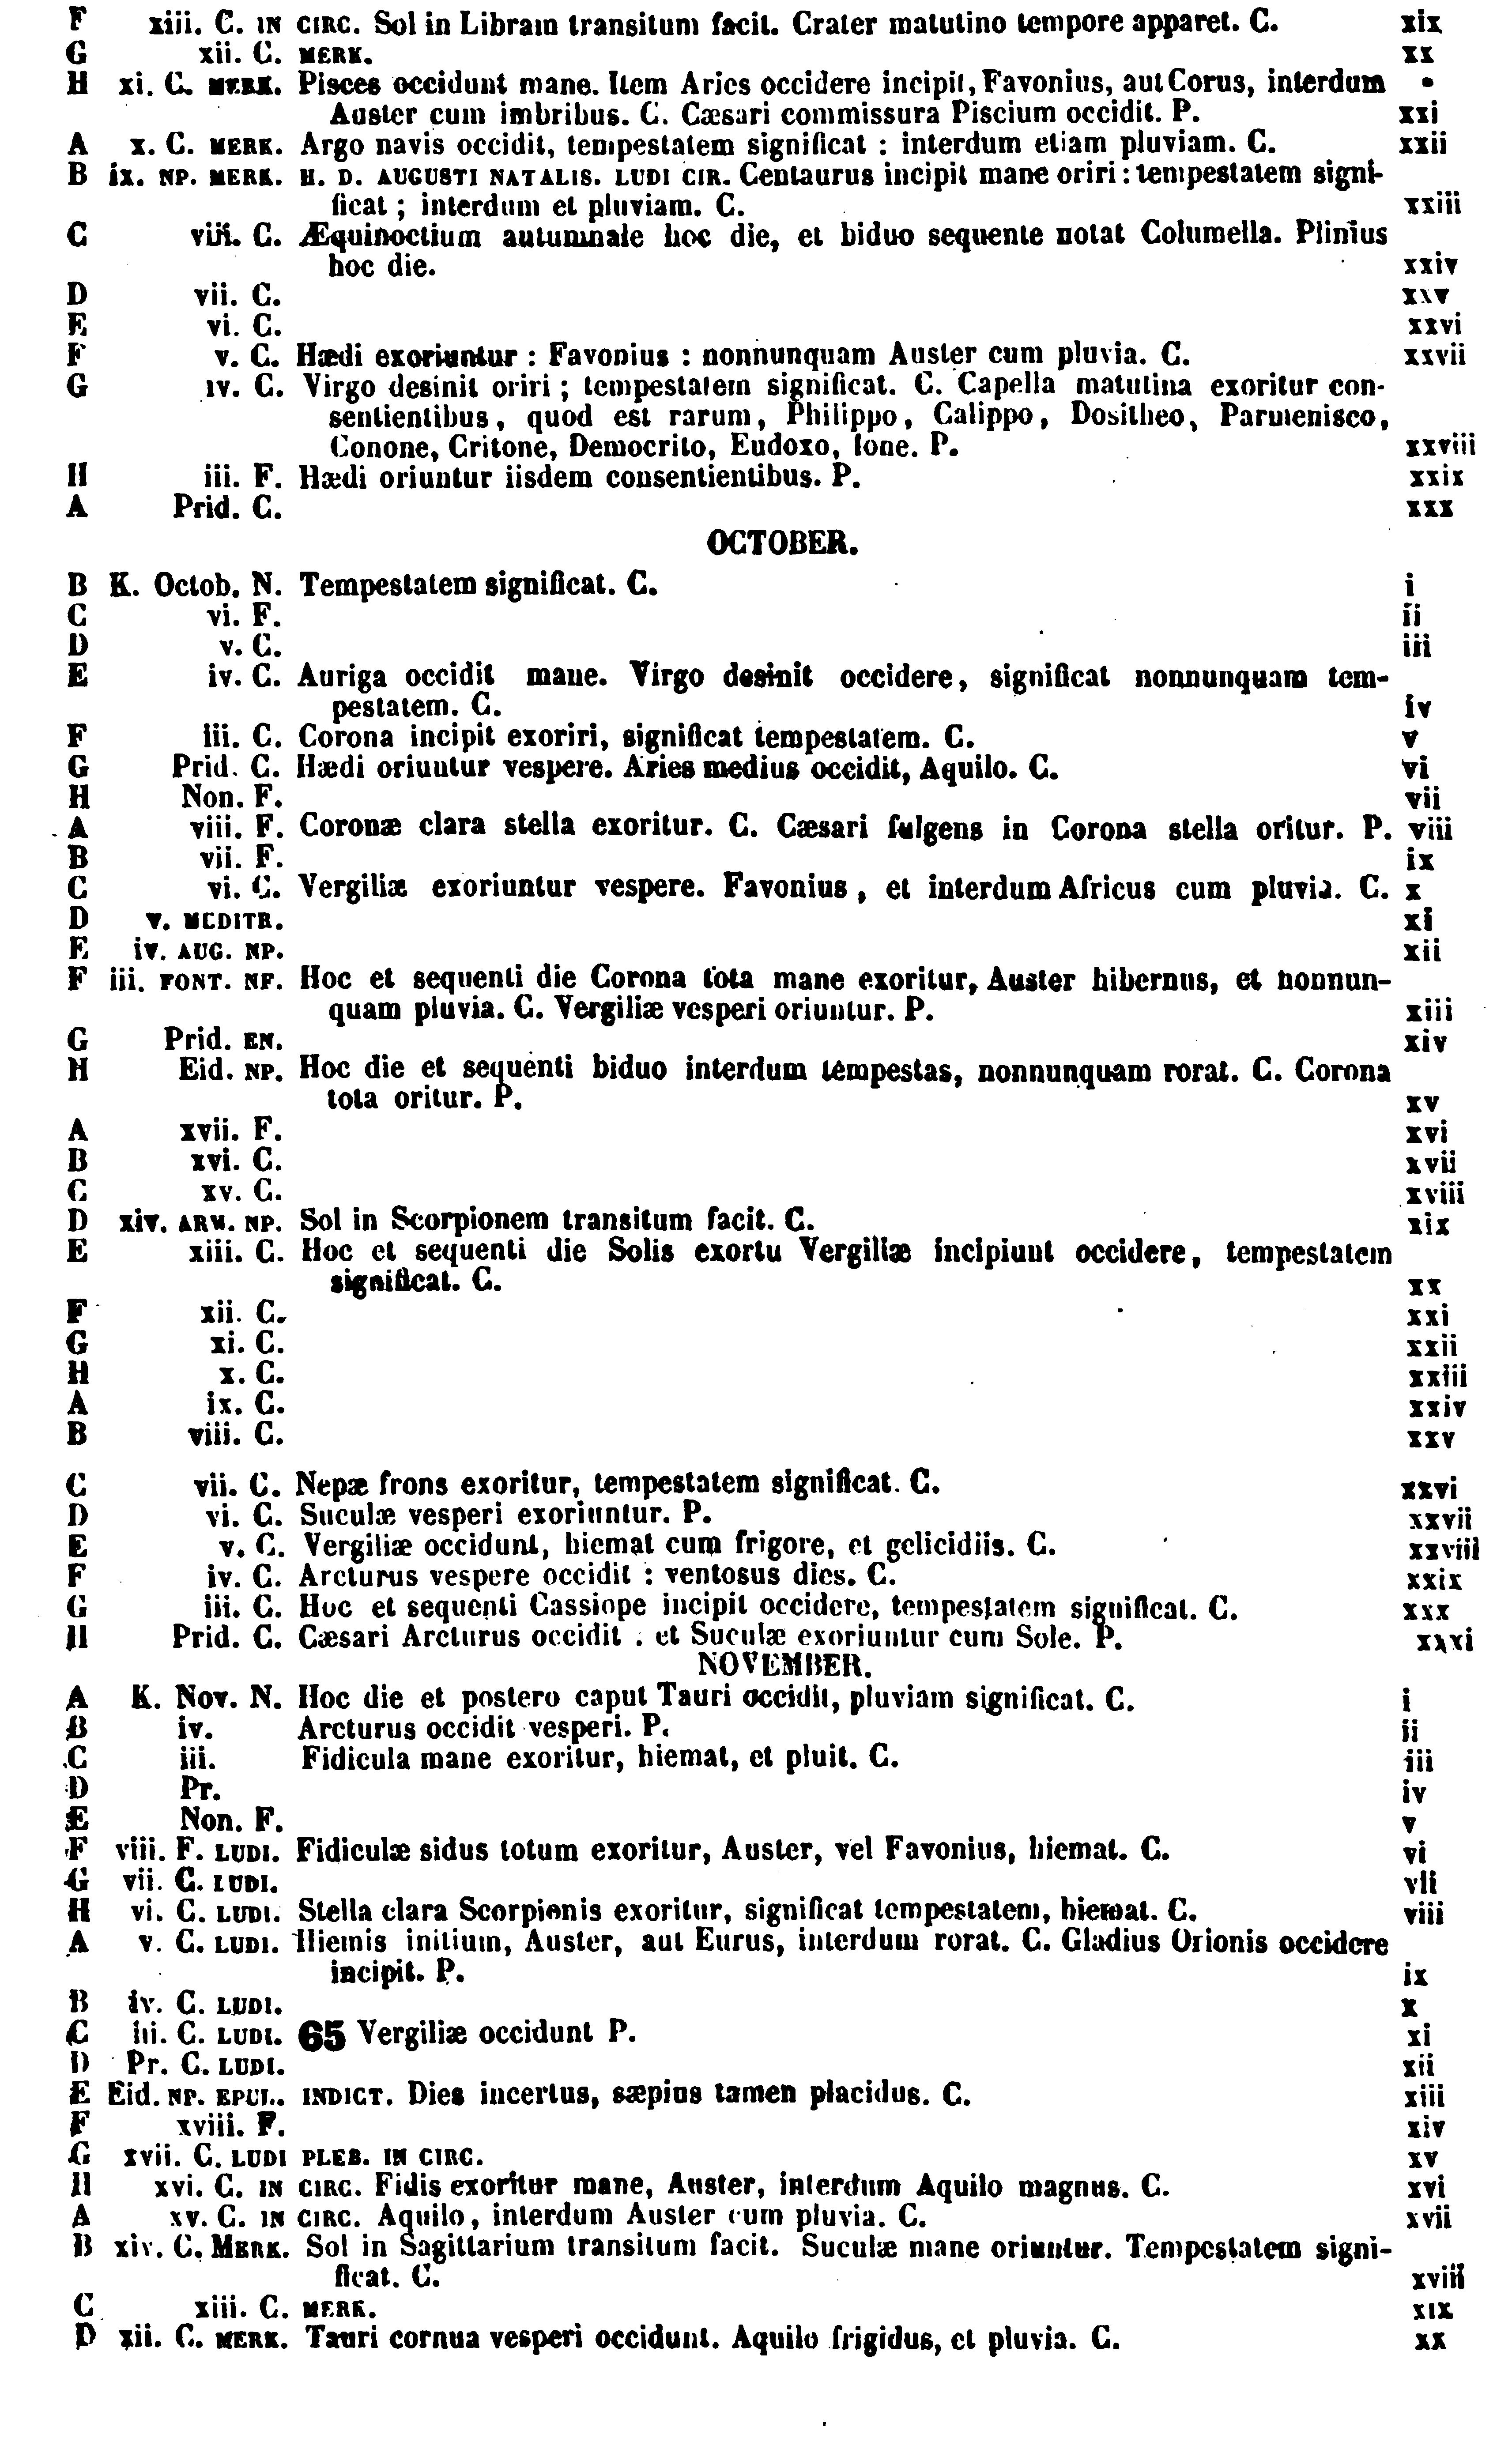 F xiii. C. IN CIRC. Sol in Libram transitum facit. Crater matutino tempore apparet. C. xix
G xii. C. MERK. xx
H xi. C. MERK. Pisces occidunt mane. Item Aries occidere incipit, Favonius, aut Corus, interdum
Auster cum imbribus. C. Cæsari commissura Piscium occidit. P. xxi
A x. C. MERK. Argo navis occidit, tempestatem significat : interdum etiam pluviam. C. xxii
B ix. NP. MERK. H. D. AUGUSTI NATALIS. LUDI CIR. Centaurus incipit mane oriri : tempestatem signi-
ficat ; interdum et pluviam. C. xxiii
C viii. C. Æquinoctium autumnale hoc die, et biduo sequente notat Columella. Plinius
hoc die. xxiv
D vii. C. xxv
E vi. C. xxvi
F v. C. Hædi exoriuntur : Favonius : nonnunquam Auster cum pluvia. C. xxvii
G iv. C. Virgo desinit oriri ; tempestatem significat. C. Capella matutina exoritur con-
sentientibus, quod est rarum, Philippo, Calippo, Dositheo, Parmenisco,
Conone, Critone, Democrito, Eudoxo, Ione. P. xxviii
H iii. F. Hædi oriuntur iisdem consentientibus. P. xxix
A Prid. C. xxx
OCTOBER.
B K. Octob. N. Tempestatem significat. C. i
C vi. F. ii
D v. C. iii
E iv. C. Auriga occidit mane. Virgo desinit occidere, significat nonnunquam tem-
pestatem. C. iv
F iii. C. Corona incipit exoriri, significat tempestatem. C. v
G Prid. C. Hædi oriuntur vespere. Aries medius occidit, Aquilo. C. vi
H Non. F. vii
A viii. F. Coronæ clara stella exoritur. C. Cæsari fulgens in Corona stella oritur. P. viii
B vii. F. ix
C vi. C. Vergiliæ exoriuntur vespere. Favonius, et interdum Africus cum pluvia. C. x
D v. MEDITR. xi
E iv. AUG. NP. xii
F iii. FONT. NF. Hoc et sequenti die Corona tota mane exoritur, Auster hibernus, et nonnun-
quam pluvia. C. Vergiliæ vesperi oriuntur. P. xiii
G Prid. EN. xiv
H Eid. NP. Hoc die et sequenti biduo interdum tempestas, nonnunquam rorat. C. Corona
tota oritur. P. xv
A xvii. F. xvi
B xvi. C. xvii
C xv. C. xviii
D xiv. ARM. NP. Sol in Scorpionem transitum facit. C. xix
E xiii. C. Hoc et sequenti die Solis exortu Vergiliæ incipiunt occidere, tempestatem
significat. C. xx
F xii. C. xxi
G xi. C. xxii
H x. C. xxiii
A ix. C. xxiv
B viii. C. xxv
C vii. C. Nepæ frons exoritur, tempestatem significat. C. xxvi
D vi. C. Suculæ vesperi exoriuntur. P. xxvii
E v. C. Vergiliæ occidunt, hiemat cum frigore, et gelicidiis. C. xxviii
F iv. C. Arcturus vespere occidit : ventosus dies. C. xxix
G iii. C. Hoc et sequenti Cassiope incipit occidere, tempestatem significat. C. xxx
H Prid. C. Cæsari Arcturus occidit : et Suculæ exoriuntur cum Sole. P. xxxi
NOVEMBER.
A K. Nov. N. Hoc die et postero caput Tauri occidit, pluviam significat. C. i
B iv. Arcturus occidit vesperi. P. ii
C iii. Fidicula mane exoritur, hiemat, et pluit. C. iii
D Pr. iv
E Non. F. v
F viii. F. LUDI. Fidiculæ sidus totum exoritur, Auster, vel Favonius, hiemat. C. vi
G vii. C. LUDI. vii
H vi. C. LUDI. Stella clara Scorpionis exoritur, significat tempestatem, hiemat. C. viii
A v. C. LUDI. Hiemis initium, Auster, aut Eurus, interdum rorat. C. Gladius Orionis occidere
incipit. P. ix
B iv. C. LUDI. x
C iii. C. LUDI. 65 Vergiliæ occidunt P. xi
D Pr. C. LUDI. xii
E Eid. NP. EPUL. INDICT. Dies incertus, sæpius tamen placidus. C. xiii
F xviii. F. xiv
G xvii. C. LUDI PLEB. IN CIRC. xv
H xvi. C. IN CIRC. Fidis exoritur mane, Auster, interdum Aquilo magnus. C. xvi
A xv. C. IN CIRC. Aquilo, interdum Auster cum pluvia. C. xvii
B xiv. C. MERK. Sol in Sagittarium transitum facit. Suculæ mane oriuntur. Tempestatem signi-
ficat. C. xviii
C xiii. C. MERK. xix
D xii. C. MERK. Tauri cornua vesperi occidunt. Aquilo frigidus, et pluvia. C. xx